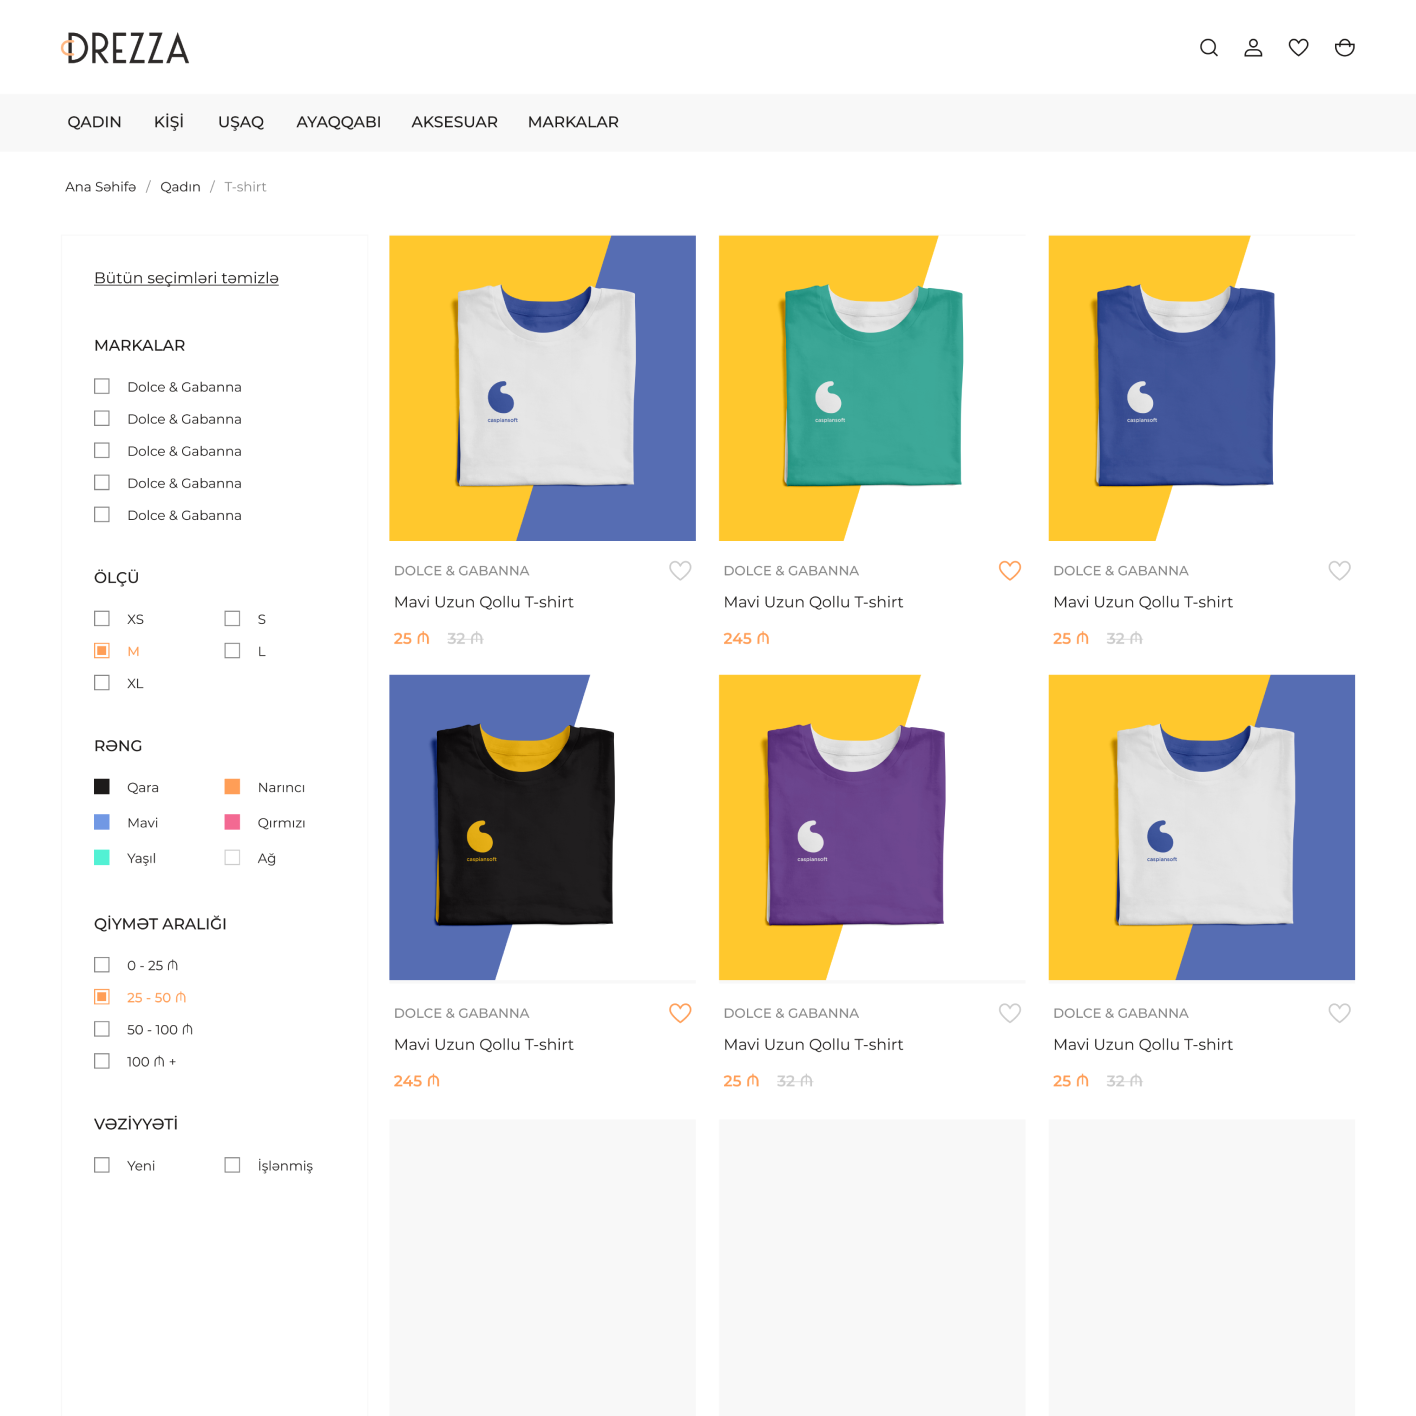 DREZZA
QADIN KİŞİ UŞAQ AYAQQABI AKSESUAR MARKALAR
Ana Səhifə / Qadın / T-shirt
Bütün seçimləri təmizlə
MARKALAR
Dolce & Gabanna
Dolce & Gabanna
Dolce & Gabanna
Dolce & Gabanna
Dolce & Gabanna
ÖLÇÜ
XS S
M L
XL
RƏNG
Qara Narıncı
Mavi Qırmızı
Yaşıl Ağ
QİYMƏT ARALIĞI
0 - 25 ₼
25 - 50 ₼
50 - 100 ₼
100 ₼ +
VƏZİYYƏTİ
Yeni İşlənmiş
caspiansoft
DOLCE & GABANNA
Mavi Uzun Qollu T-shirt
25 ₼ 32 ₼
caspiansoft
DOLCE & GABANNA
Mavi Uzun Qollu T-shirt
245 ₼
caspiansoft
DOLCE & GABANNA
Mavi Uzun Qollu T-shirt
25 ₼ 32 ₼
caspiansoft
DOLCE & GABANNA
Mavi Uzun Qollu T-shirt
245 ₼
caspiansoft
DOLCE & GABANNA
Mavi Uzun Qollu T-shirt
25 ₼ 32 ₼
caspiansoft
DOLCE & GABANNA
Mavi Uzun Qollu T-shirt
25 ₼ 32 ₼